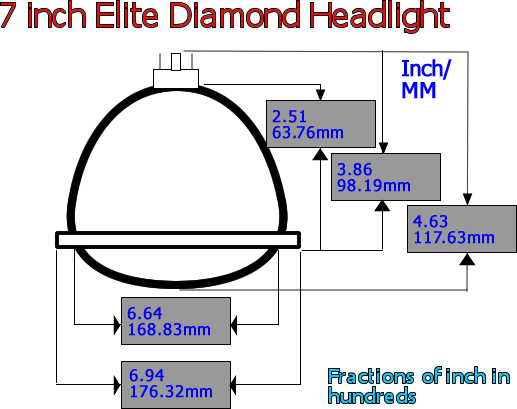 7 inch Elite Diamond Headlight
Inch/
MM
2.51
63.76mm
3.86
98.19mm
4.63
117.63mm
6.64
168.83mm
6.94
176.32mm
Fractions of inch in
hundreds